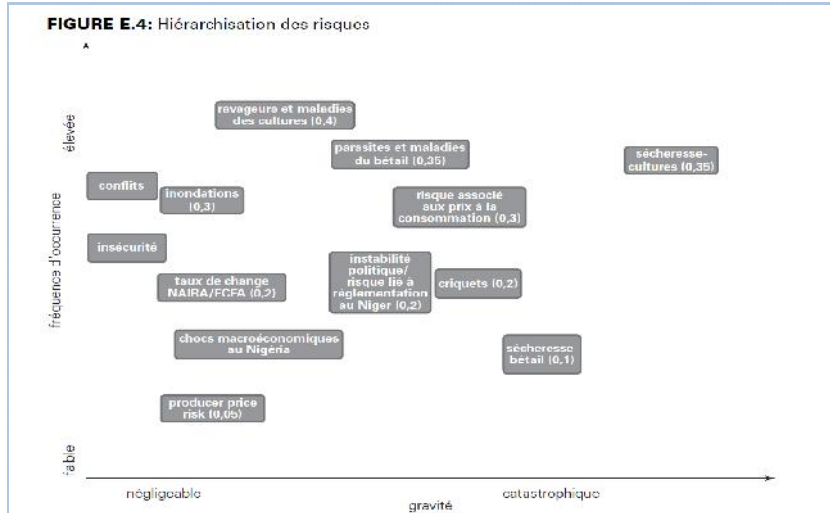 FIGURE E.4: Hiérarchisation des risques
élevée
fréquence d'occurrence
faible
ravageurs et maladies
des cultures (0,4)
parasites et maladies
du bétail (0,35)
sécheresse-
cultures (0,35)
conflits
inondations
(0,3)
risque associé
aux prix à la
consommation (0,3)
insécurité
instabilité
politique/
risque lié à
réglementation
au Niger (0,2)
taux de change
NAIRA/FCFA (0,2)
criquets (0,2)
chocs macroéconomiques
au Nigéria
sécheresse
bétail (0,1)
producer price
risk (0,05)
négligeable
catastrophique
gravité